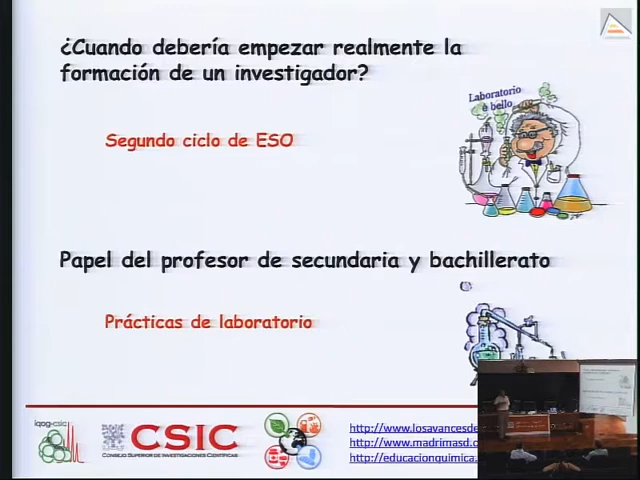 ¿Cuando debería empezar realmente la
formación de un investigador?
Laboratorio
è bello
Segundo ciclo de ESO
Papel del profesor de secundaria y bachillerato
Prácticas de laboratorio
iqog-csic
CSIC
CONSEJO SUPERIOR DE INVESTIGACIONES CIENTÍFICAS
http://www.losavancesde
http://www.madrimasd.
http://educacionquimica.